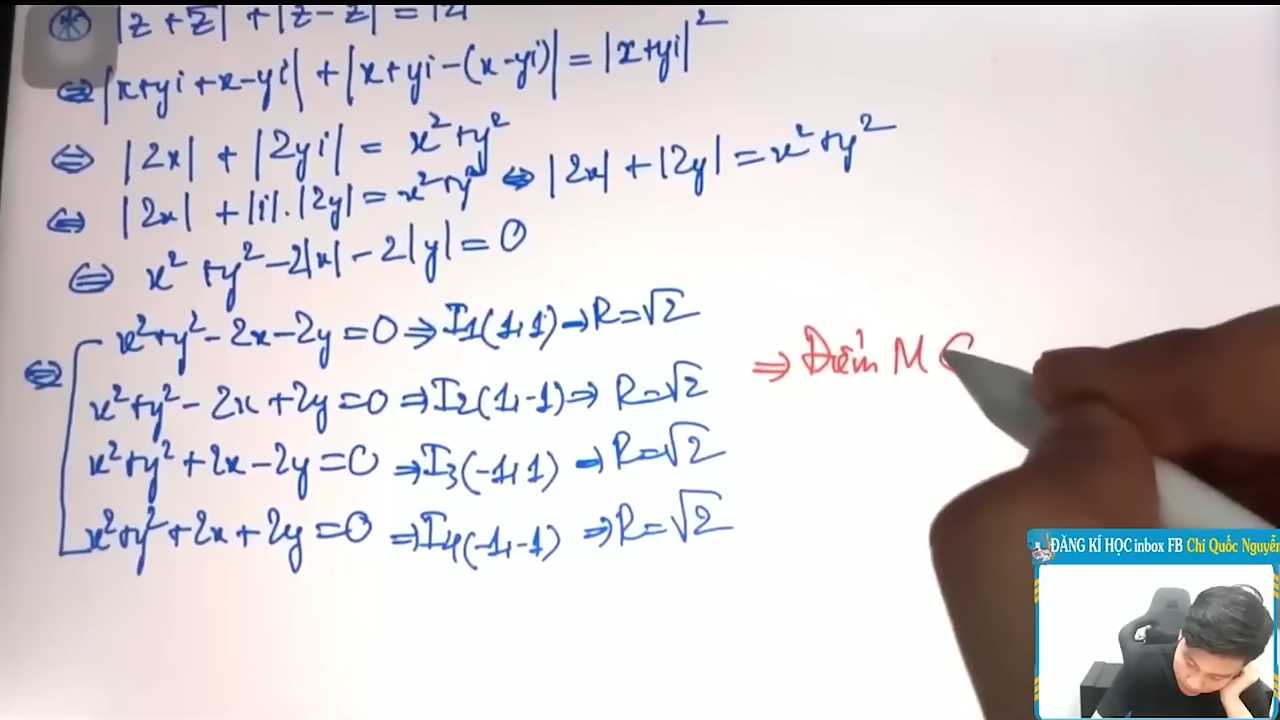 ⊛ |z + z̅| + |z - z̅| = |z|
⇔ |x+yi+x-yi| + |x+yi-(x-yi)| = |x+yi|²
⇔ |2x| + |2yi| = x²+y²
⇔ |2x| + |i|.|2y| = x²+y² ⇔ |2x| + |2y| = x²+y²
⇔ x²+y²-2|x|-2|y| = 0
⇔ x²+y²-2x-2y=0 ⇒ I₁(1,1) → R=√2
x²+y²-2x+2y=0 ⇒ I₂(1,-1) ⇒ R=√2
x²+y²+2x-2y=0 ⇒ I₃(-1,1) → R=√2
x²+y²+2x+2y=0 ⇒ I₄(-1,-1) ⇒ R=√2
⇒ Điểm M
ĐĂNG KÍ HỌC inbox FB Chí Quốc Nguyễn